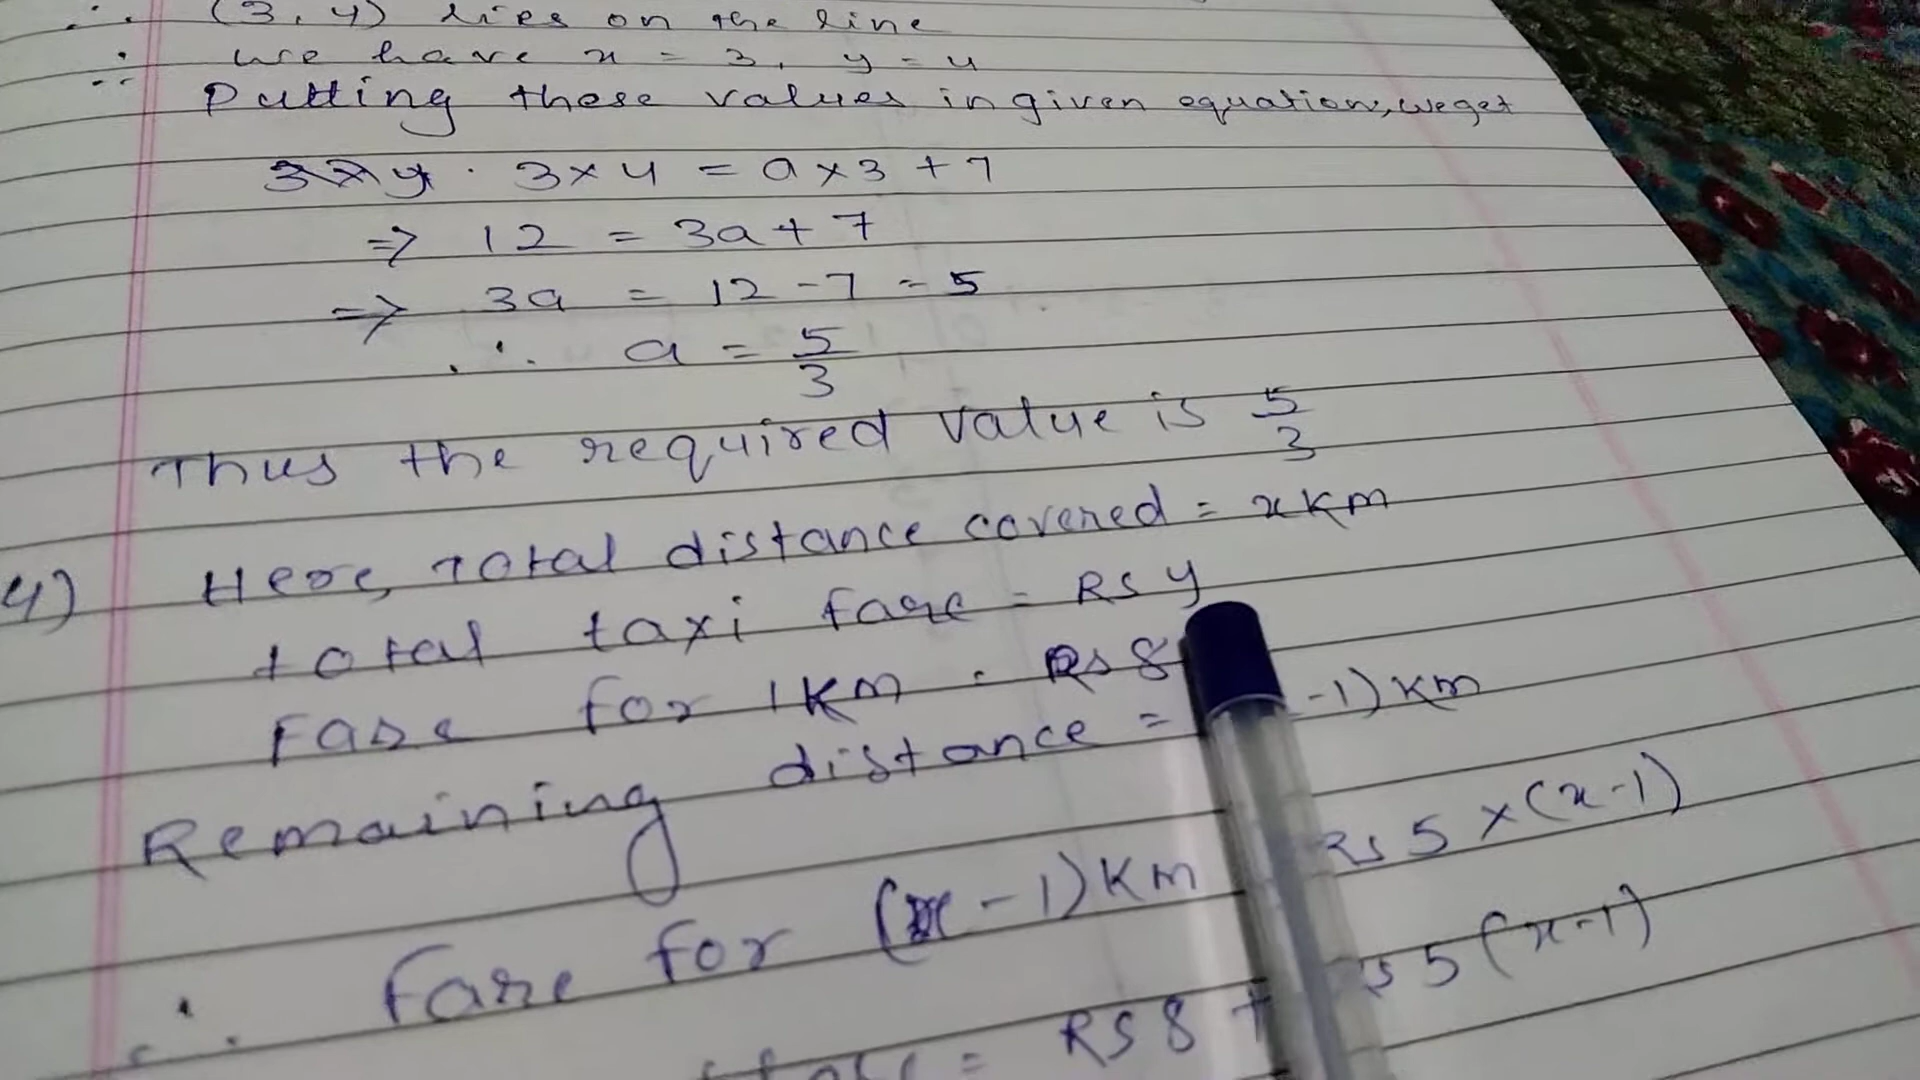 ∴ (3, 4) lies on the line
∴ we have x = 3, y = 4
Putting these values in given equation, we get
3 × 4 = a × 3 + 7
⇒ 12 = 3a + 7
⇒ 3a = 12 - 7 = 5
∴ a = 5/3
Thus the required value is 5/3
4) Here, total distance covered = x km
total taxi fare = Rs y
Fare for 1 km = Rs 8
Remaining distance = -1) km
∴ fare for (x - 1) km Rs 5 × (x-1)
= Rs 8 + 5 (x-1)